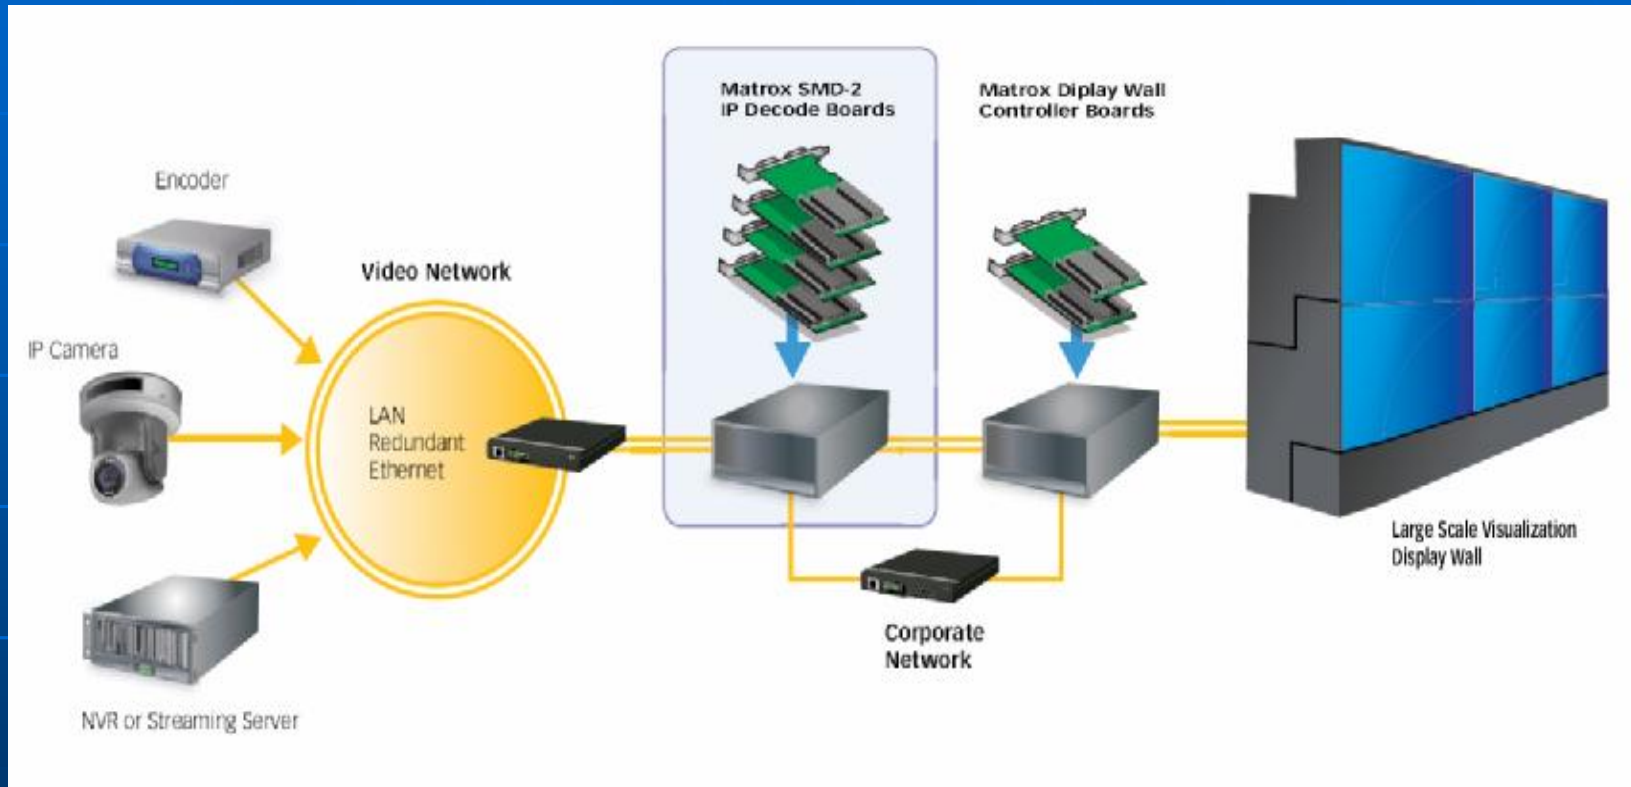 Matrox SMD-2
IP Decode Boards
Matrox Diplay Wall
Controller Boards
Encoder
Video Network
IP Camera
LAN
Redundant
Ethernet
Large Scale Visualization
Display Wall
Corporate
Network
NVR or Streaming Server